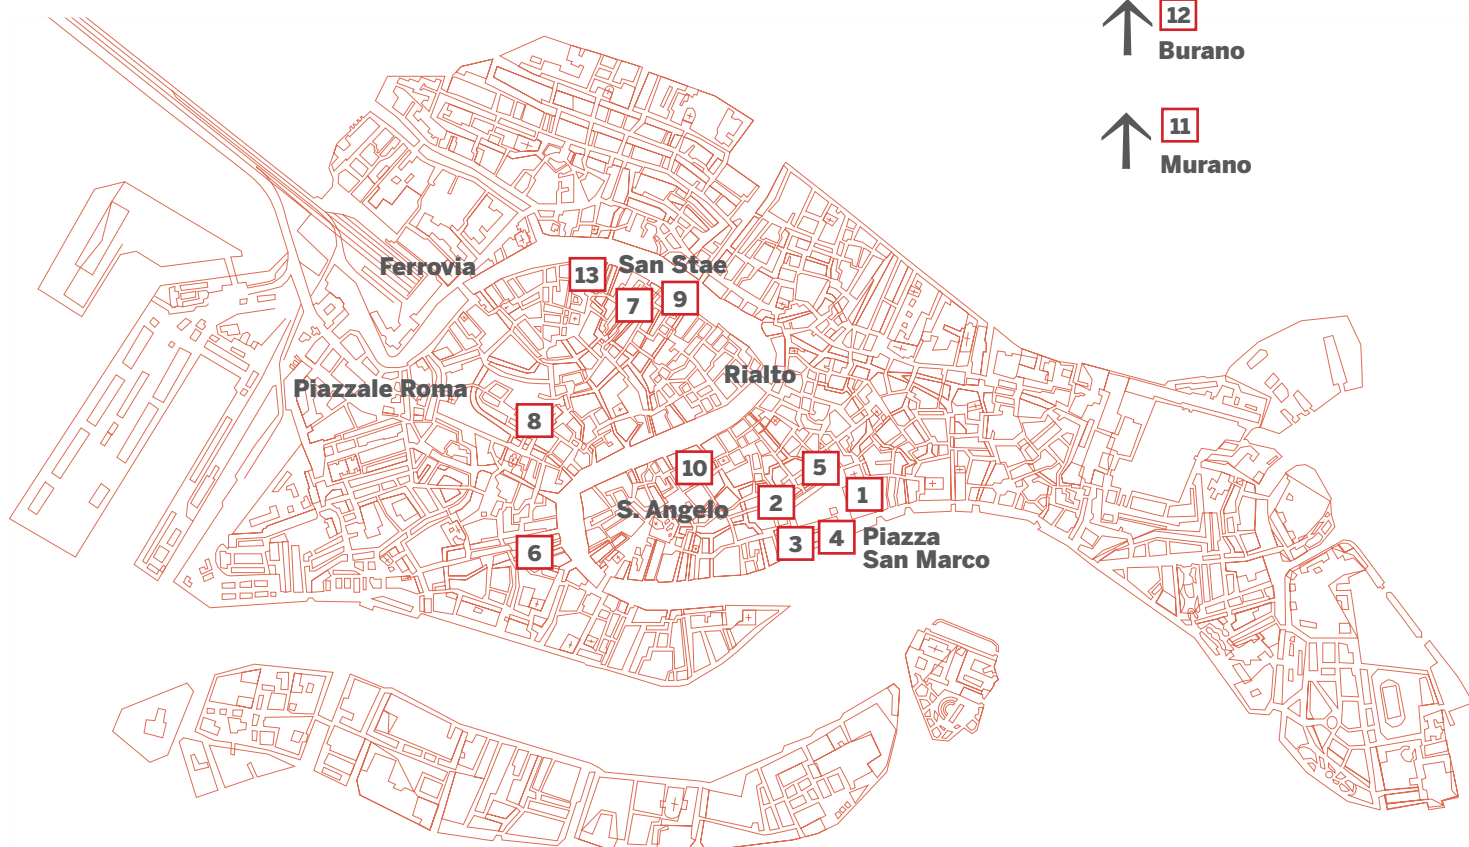 12
Burano
11
Murano
Ferrovia
13
San Stae
7
9
Rialto
Piazzale Roma
8
10
5
2
1
S. Angelo
6
3
4
Piazza
San Marco